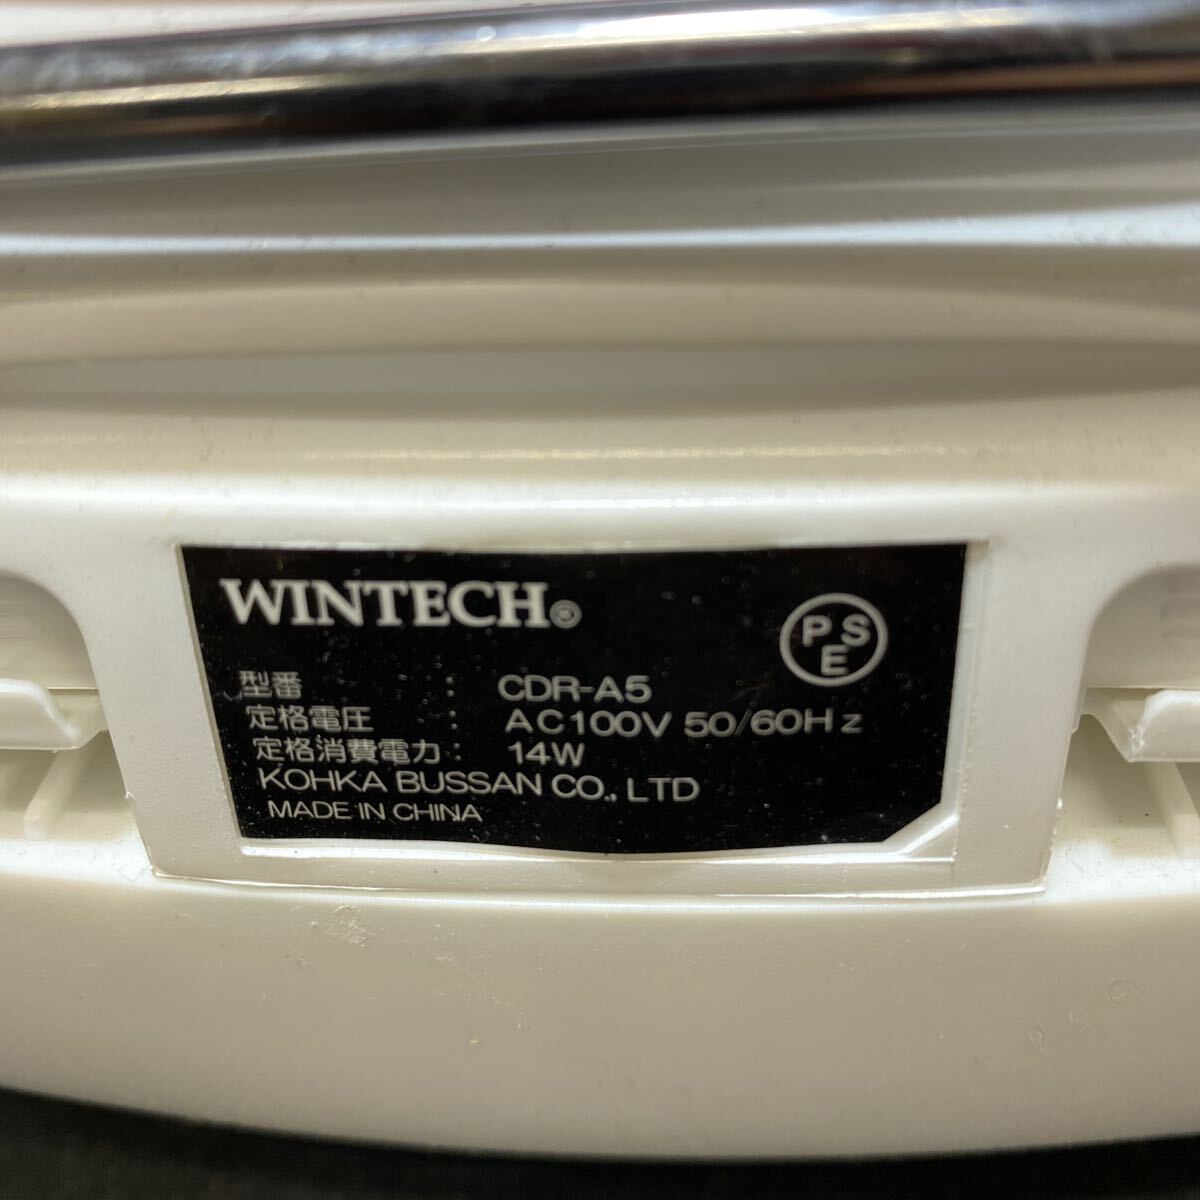 WINTECH®
PSE
型番 : CDR-A5
定格電圧 : AC100V 50/60Hz
定格消費電力 : 14W
KOHKA BUSSAN CO., LTD
MADE IN CHINA